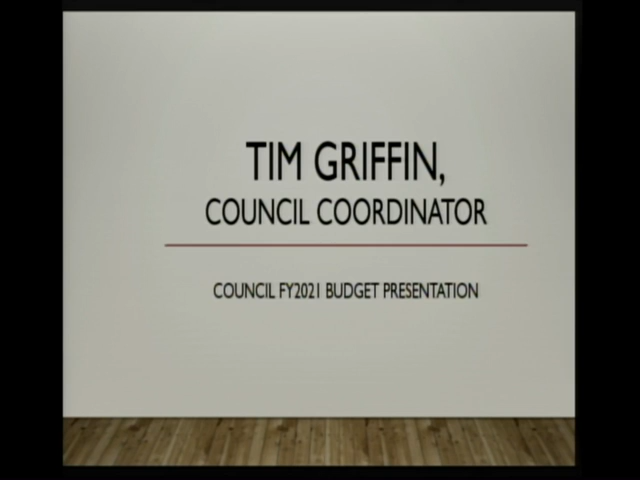 TIM GRIFFIN,
COUNCIL COORDINATOR
COUNCIL FY2021 BUDGET PRESENTATION